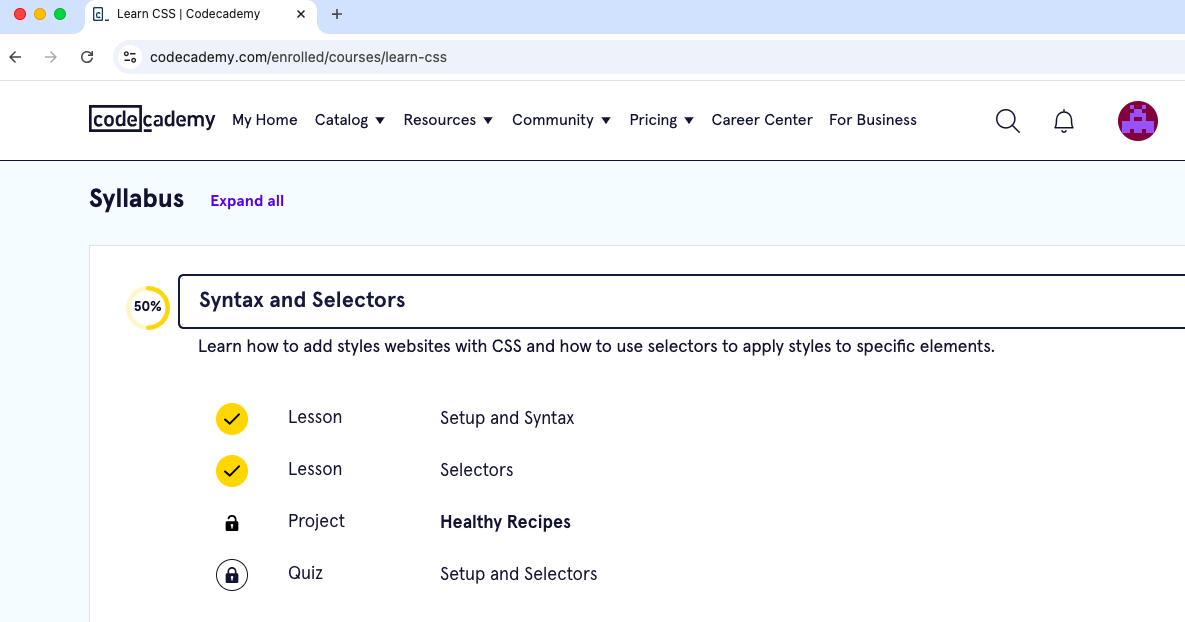 Learn CSS | Codecademy
codecademy.com/enrolled/courses/learn-css
codecademy My Home Catalog Resources Community Pricing Career Center For Business
Syllabus Expand all
50% Syntax and Selectors
Learn how to add styles websites with CSS and how to use selectors to apply styles to specific elements.
Lesson Setup and Syntax
Lesson Selectors
Project Healthy Recipes
Quiz Setup and Selectors